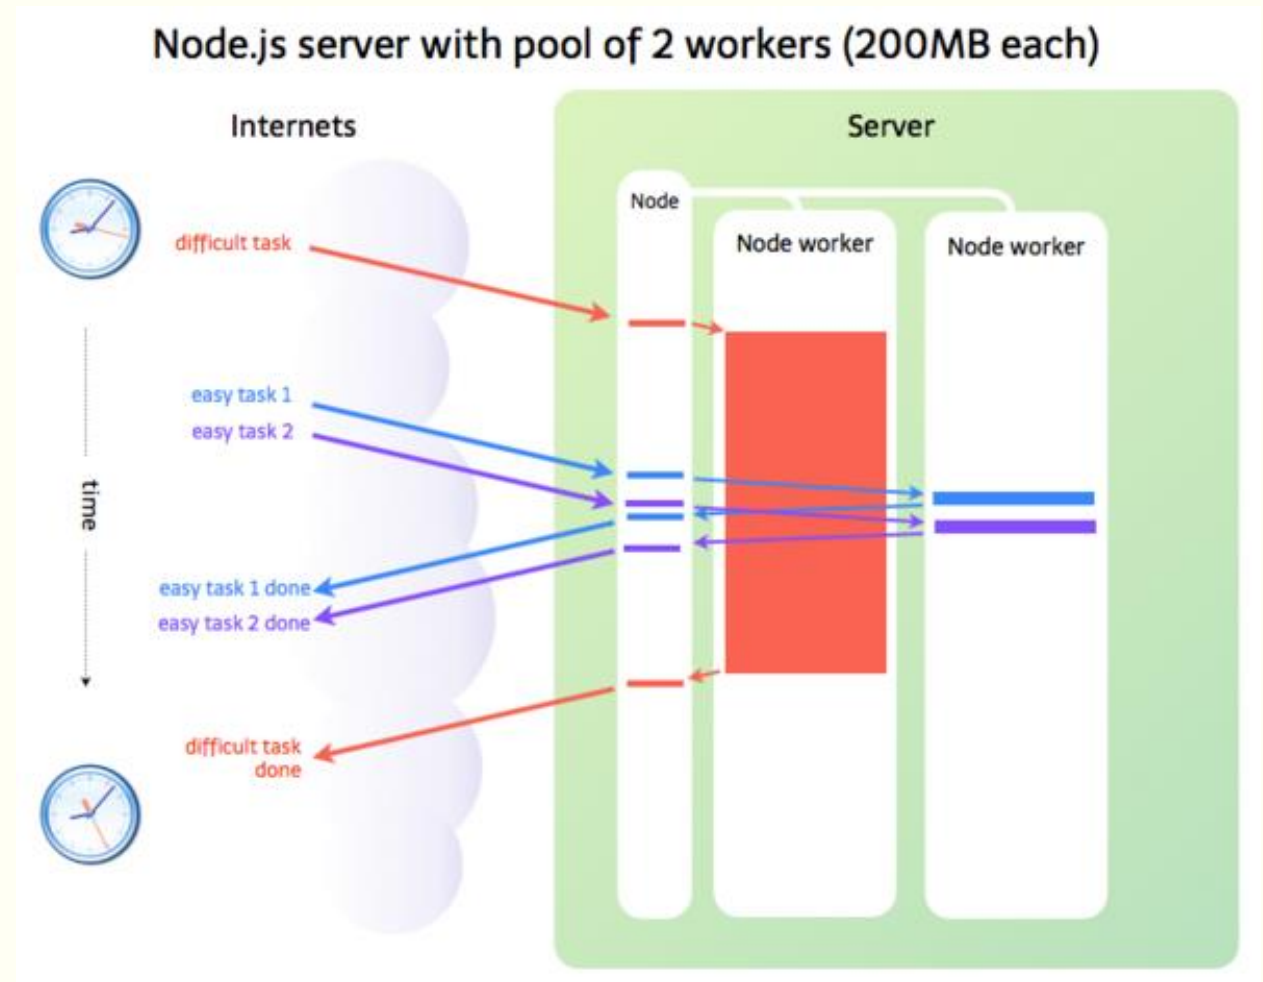 Node.js server with pool of 2 workers (200MB each)
Internets
Server
Node
Node worker
Node worker
difficult task
easy task 1
easy task 2
time
easy task 1 done
easy task 2 done
difficult task
done